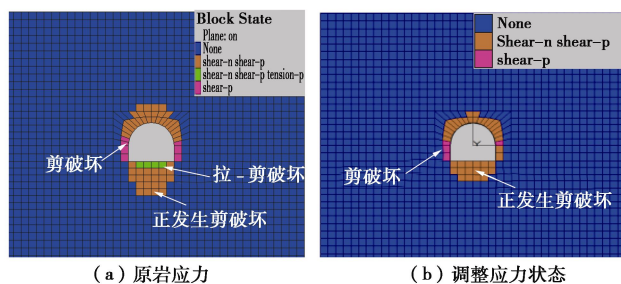 Block State
Plane: on
None
shear-n shear-p
shear-n shear-p tension-p
shear-p
剪破坏
拉-剪破坏
正发生剪破坏
(a)原岩应力
None
Shear-n shear-p
shear-p
剪破坏
正发生剪破坏
(b)调整应力状态